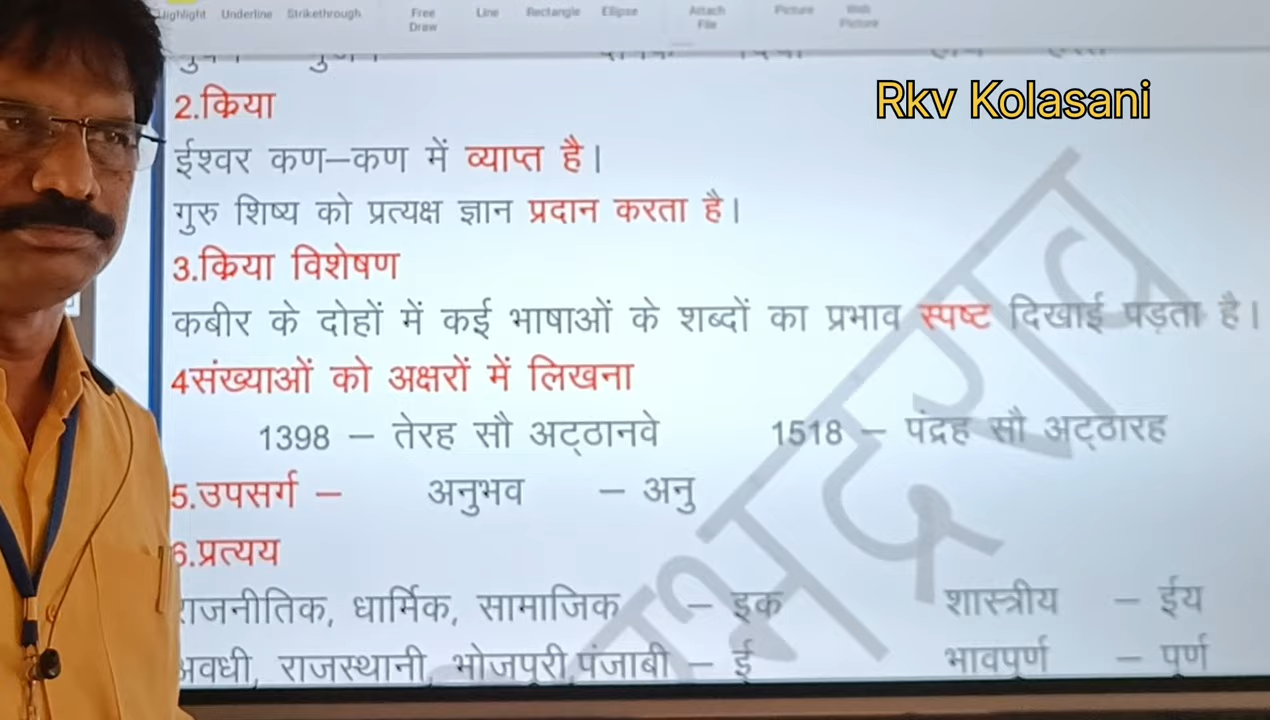 Highlight Underline Strikethrough Free Draw Line Rectangle Ellipse Attach File Picture Web Picture
Rkv Kolasani
2.क्रिया
ईश्वर कण–कण में व्याप्त है।
गुरु शिष्य को प्रत्यक्ष ज्ञान प्रदान करता है।
3.क्रिया विशेषण
कबीर के दोहों में कई भाषाओं के शब्दों का प्रभाव स्पष्ट दिखाई पड़ता है।
4संख्याओं को अक्षरों में लिखना
1398 – तेरह सौ अट्ठानवे 1518 – पंद्रह सौ अट्ठारह
5.उपसर्ग – अनुभव – अनु
6.प्रत्यय
राजनीतिक, धार्मिक, सामाजिक – इक शास्त्रीय – ईय
अवधी, राजस्थानी, भोजपुरी,पंजाबी – ई भावपूर्ण – पूर्ण